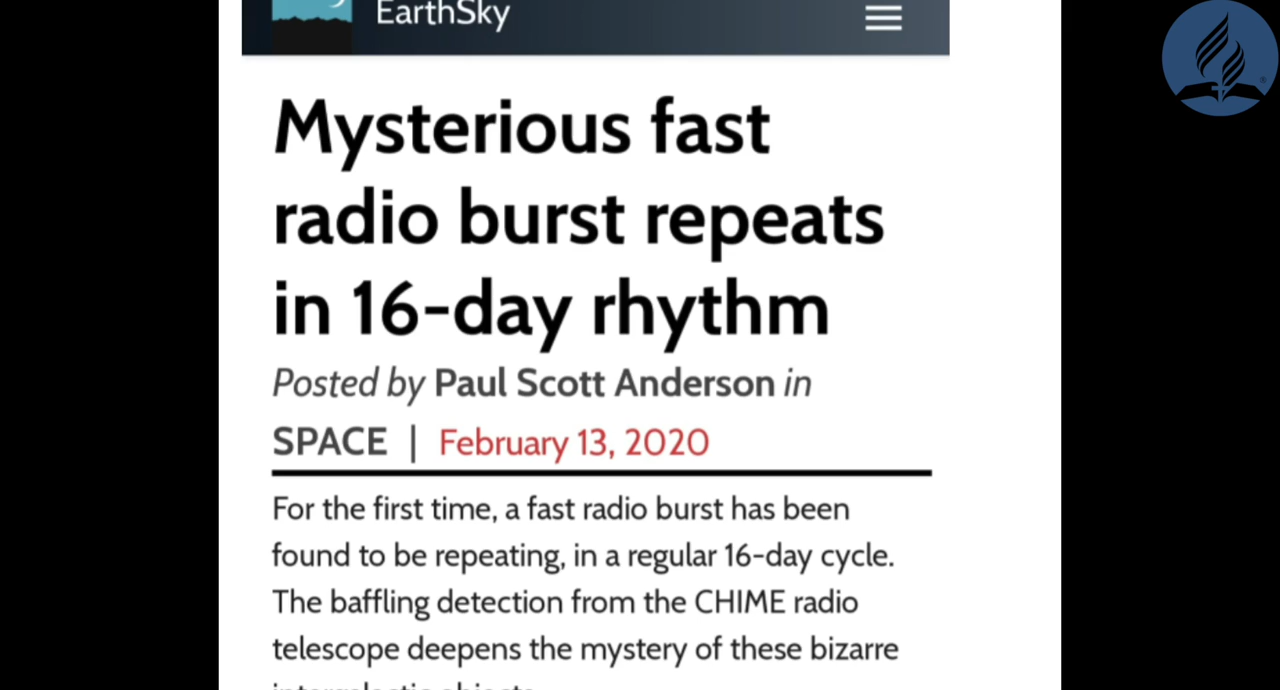 EarthSky
Mysterious fast
radio burst repeats
in 16-day rhythm
Posted by Paul Scott Anderson in
SPACE | February 13, 2020
For the first time, a fast radio burst has been
found to be repeating, in a regular 16-day cycle.
The baffling detection from the CHIME radio
telescope deepens the mystery of these bizarre